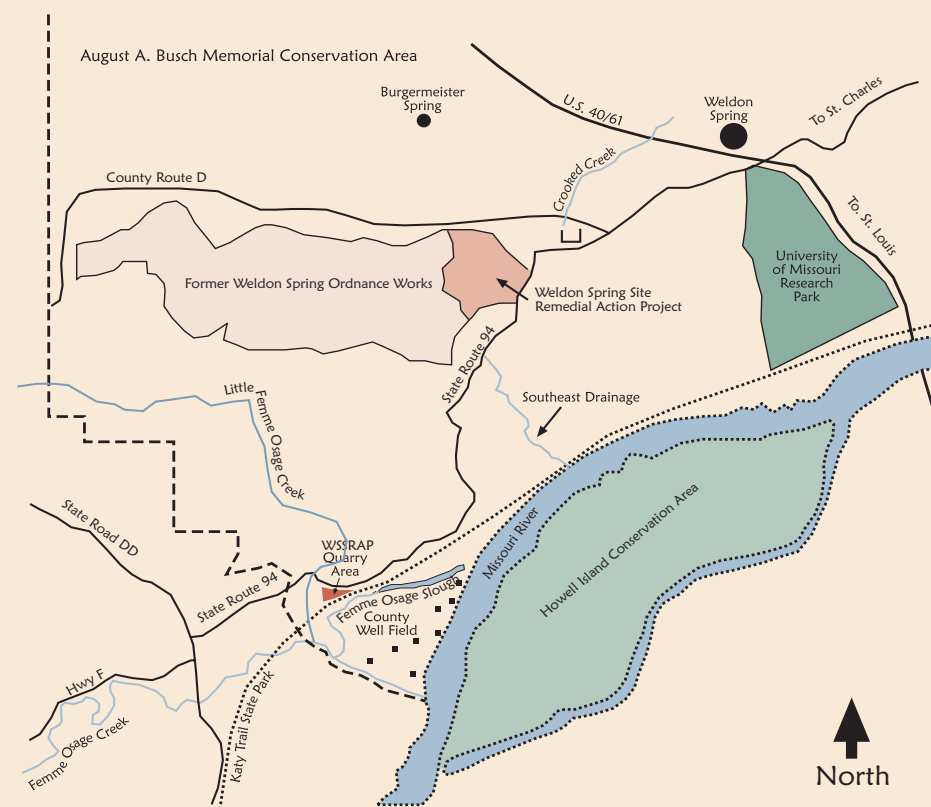 August A. Busch Memorial Conservation Area
Burgermeister
Spring
U.S. 40/61
Weldon
Spring
To St. Charles
County Route D
Crooked Creek
To. St. Louis
Former Weldon Spring Ordnance Works
Weldon Spring Site
Remedial Action Project
University
of Missouri
Research
Park
State Route 94
Southeast Drainage
Little
Femme Osage Creek
State Road DD
Missouri River
Howell Island Conservation Area
WSSRAP
Quarry
Area
State Route 94
Femme Osage Slough
County
Well Field
Hwy F
Femme Osage Creek
Katy Trail State Park
North